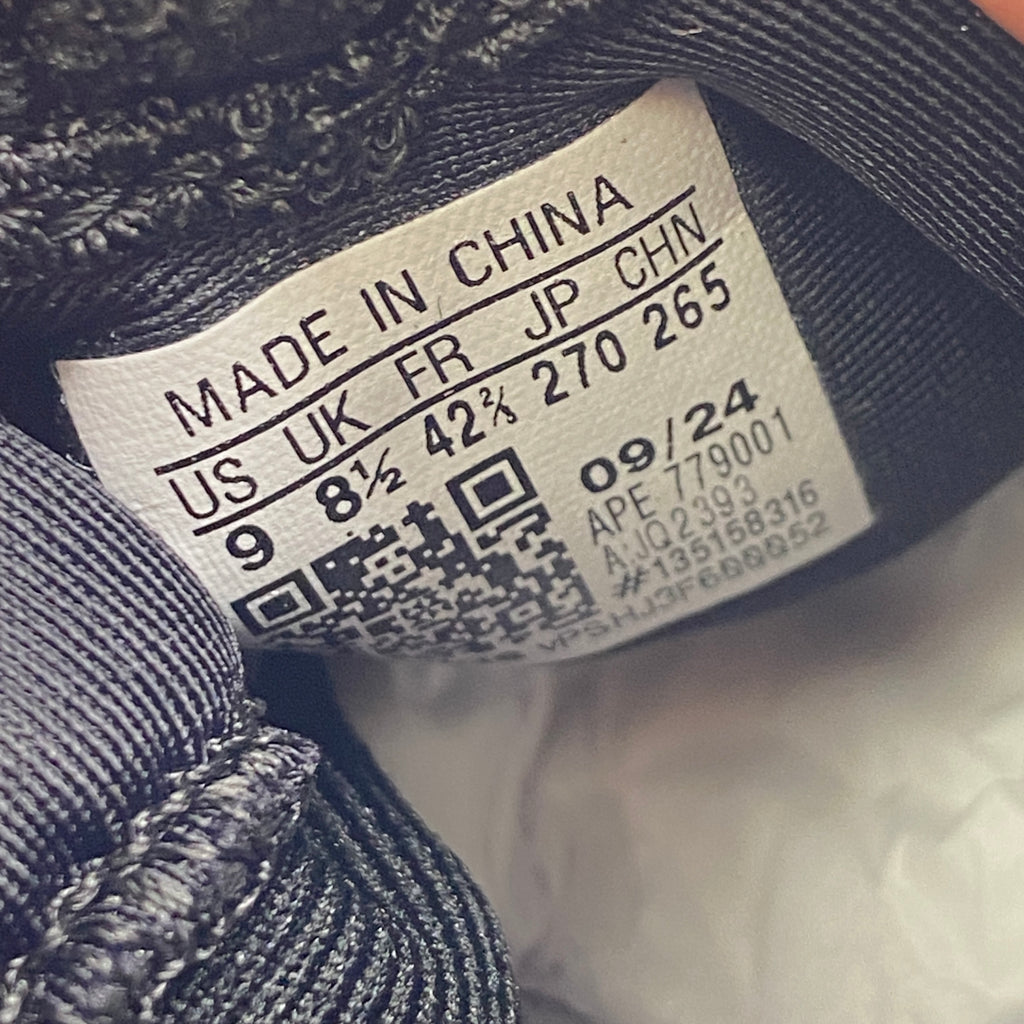 MADE IN CHINA
US UK FR JP CHN
9 8½ 42⅔ 270 265
09/24
APE 779001
A:JQ2393
#135158316